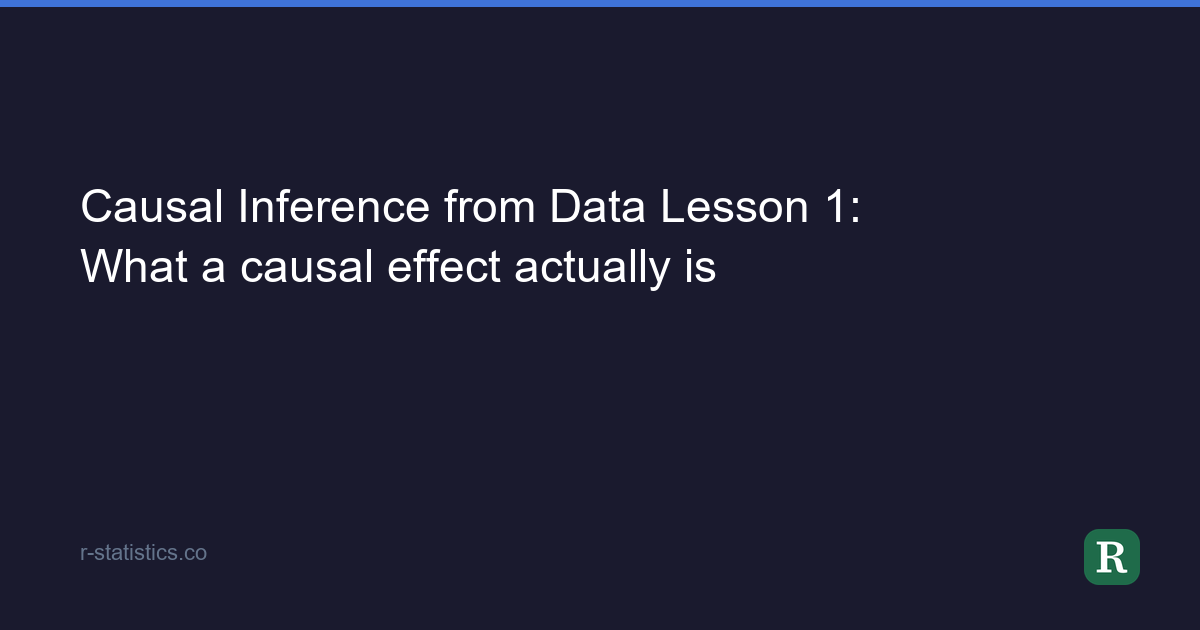 Causal Inference from Data Lesson 1:
What a causal effect actually is
r-statistics.co
R